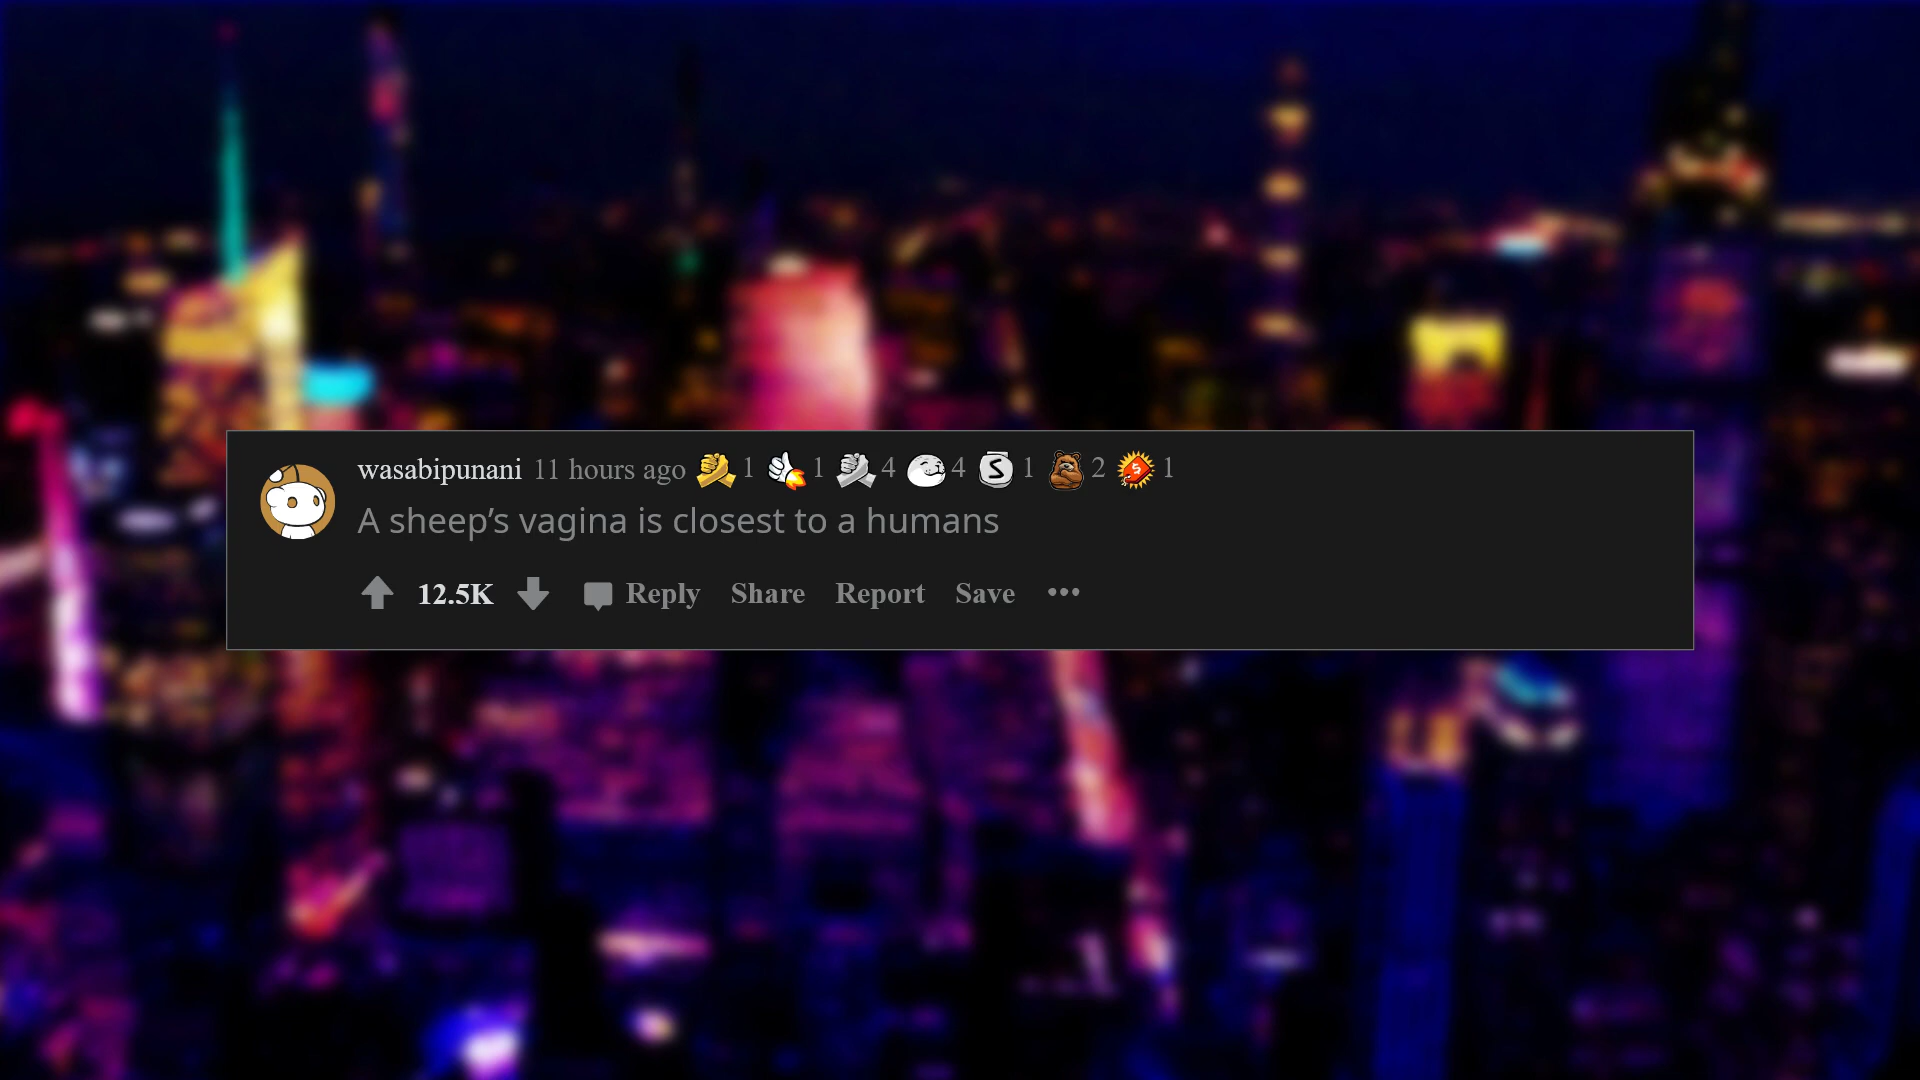 wasabipunani 11 hours ago 1 1 4 4 S 1 2 1
A sheep’s vagina is closest to a humans
12.5K Reply Share Report Save •••